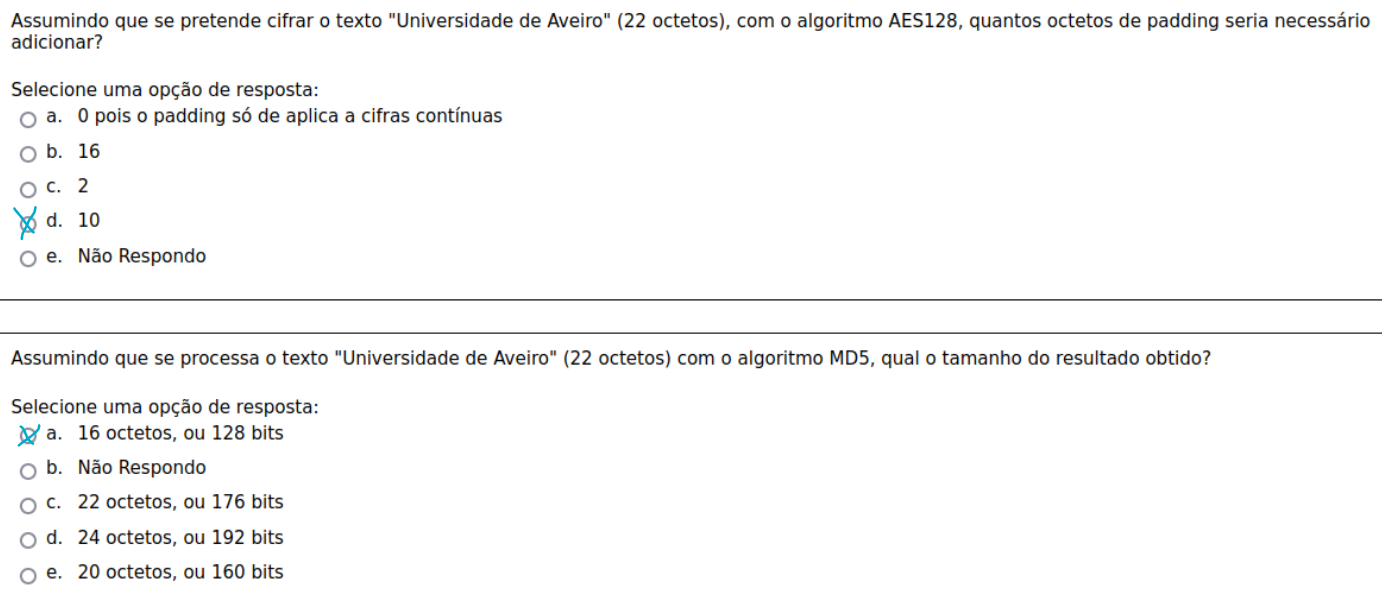 Assumindo que se pretende cifrar o texto "Universidade de Aveiro" (22 octetos), com o algoritmo AES128, quantos octetos de padding seria necessário
adicionar?
Selecione uma opção de resposta:
a. 0 pois o padding só de aplica a cifras contínuas
b. 16
c. 2
d. 10
e. Não Respondo
Assumindo que se processa o texto "Universidade de Aveiro" (22 octetos) com o algoritmo MD5, qual o tamanho do resultado obtido?
Selecione uma opção de resposta:
a. 16 octetos, ou 128 bits
b. Não Respondo
c. 22 octetos, ou 176 bits
d. 24 octetos, ou 192 bits
e. 20 octetos, ou 160 bits